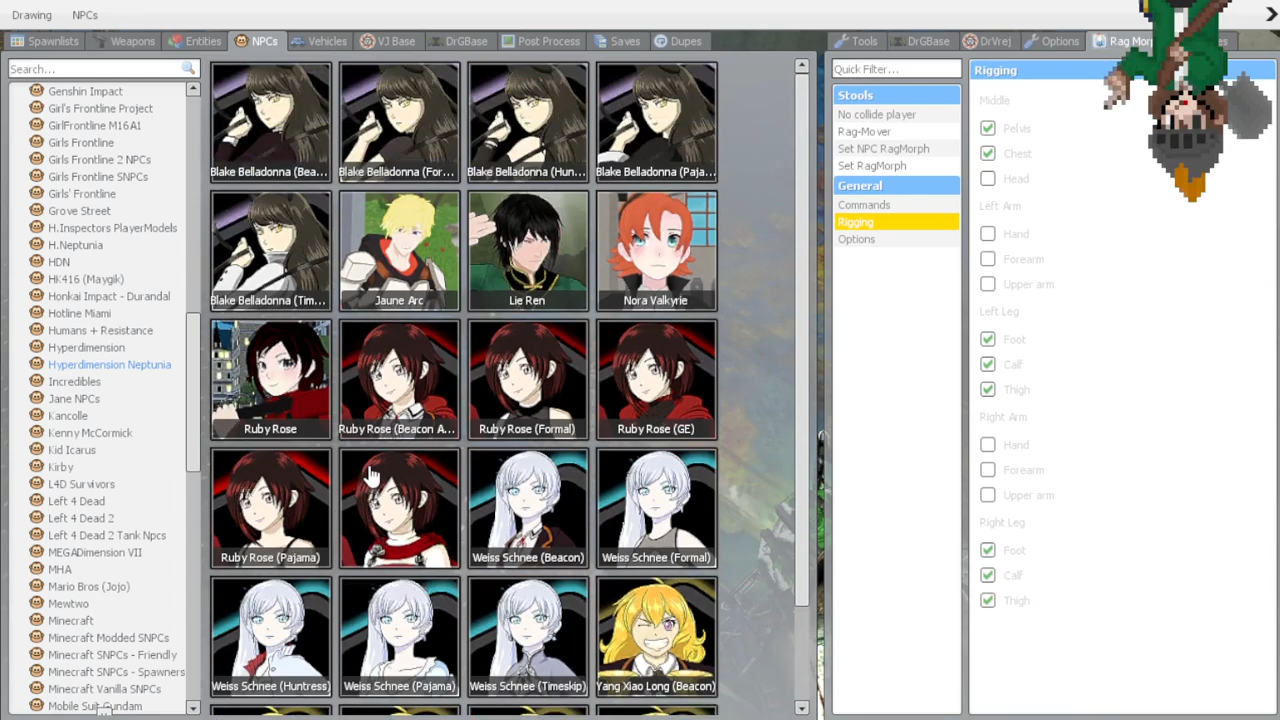 Drawing NPCs
Spawnlists Weapons Entities NPCs Vehicles VJ Base DrGBase Post Process Saves Dupes
Search...
Genshin Impact
Girl's Frontline Project
GirlFrontline M16A1
Girls Frontline
Girls Frontline 2 NPCs
Girls Frontline SNPCs
Girls' Frontline
Grove Street
H.Inspectors PlayerModels
H.Neptunia
HDN
HK416 (Maygik)
Honkai Impact - Durandal
Hotline Miami
Humans + Resistance
Hyperdimension
Hyperdimension Neptunia
Incredibles
Jane NPCs
Kancolle
Kenny McCormick
Kid Icarus
Kirby
L4D Survivors
Left 4 Dead
Left 4 Dead 2
Left 4 Dead 2 Tank Npcs
MEGADimension VII
MHA
Mario Bros (Jojo)
Mewtwo
Minecraft
Minecraft Modded SNPCs
Minecraft SNPCs - Friendly
Minecraft SNPCs - Spawners
Minecraft Vanilla SNPCs
Mobile Suit Gundam
Blake Belladonna (Bea... Blake Belladonna (For... Blake Belladonna (Hun... Blake Belladonna (Paja...
Blake Belladonna (Tim... Jaune Arc Lie Ren Nora Valkyrie
Ruby Rose Ruby Rose (Beacon A... Ruby Rose (Formal) Ruby Rose (GE)
Ruby Rose (Pajama) Weiss Schnee (Beacon) Weiss Schnee (Formal)
Weiss Schnee (Huntress) Weiss Schnee (Pajama) Weiss Schnee (Timeskip) Yang Xiao Long (Beacon)
Tools DrGBase DrVrej Options Rag Mor
Quick Filter...
Stools
No collide player
Rag-Mover
Set NPC RagMorph
Set RagMorph
General
Commands
Rigging
Options
Rigging
Middle
Pelvis
Chest
Head
Left Arm
Hand
Forearm
Upper arm
Left Leg
Foot
Calf
Thigh
Right Arm
Hand
Forearm
Upper arm
Right Leg
Foot
Calf
Thigh